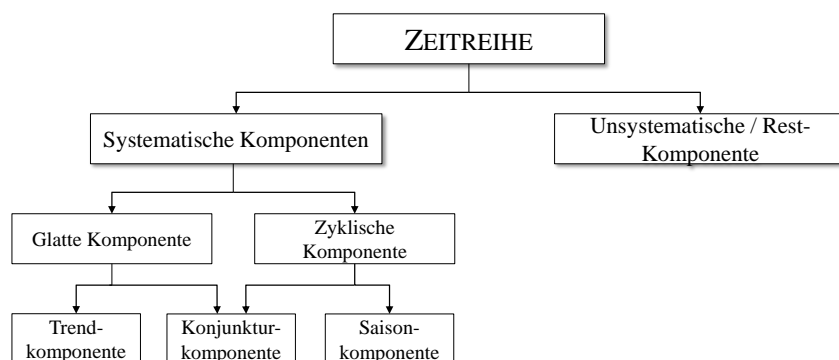 ZEITREIHE
Systematische Komponenten
Unsystematische / Rest-
Komponente
Glatte Komponente
Zyklische
Komponente
Trend-
komponente
Konjunktur-
komponente
Saison-
komponente